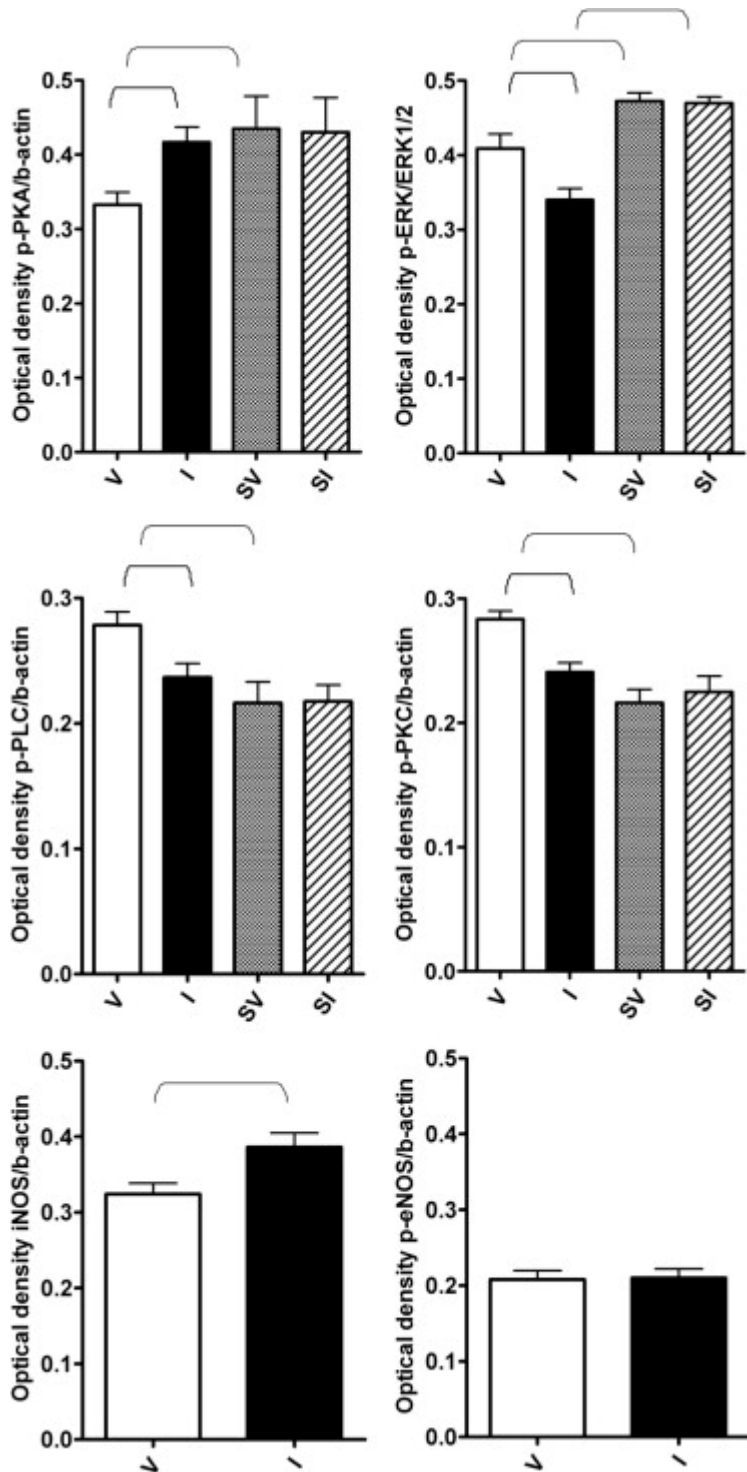 Optical density p-PKA/b-actin
0.5
0.4
0.3
0.2
0.1
0.0
V
I
SV
SI
Optical density p-ERK/ERK1/2
0.5
0.4
0.3
0.2
0.1
0.0
V
I
SV
SI
Optical density p-PLC/b-actin
0.3
0.2
0.1
0.0
V
I
SV
SI
Optical density p-PKC/b-actin
0.3
0.2
0.1
0.0
V
I
SV
SI
Optical density iNOS/b-actin
0.5
0.4
0.3
0.2
0.1
0.0
V
I
Optical density p-eNOS/b-actin
0.5
0.4
0.3
0.2
0.1
0.0
V
I